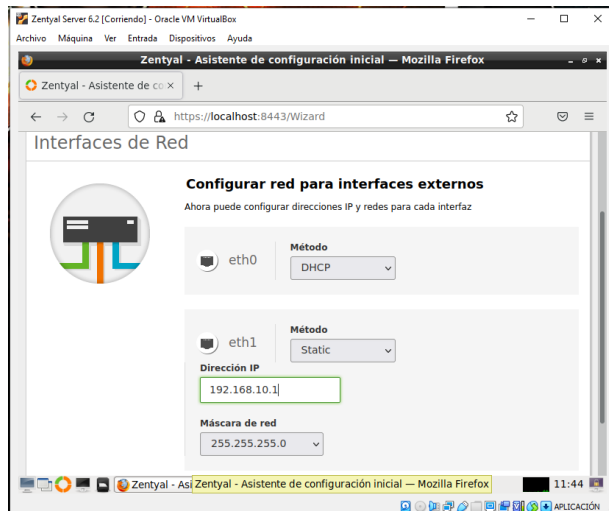 Zentyal Server 6.2 [Corriendo] - Oracle VM VirtualBox
Archivo Máquina Ver Entrada Dispositivos Ayuda
Zentyal - Asistente de configuración inicial — Mozilla Firefox
Zentyal - Asistente de co
https://localhost:8443/Wizard
Interfaces de Red
Configurar red para interfaces externos
Ahora puede configurar direcciones IP y redes para cada interfaz
eth0
Método
DHCP
eth1
Método
Static
Dirección IP
192.168.10.1
Máscara de red
255.255.255.0
Zentyal - Asi
Zentyal - Asistente de configuración inicial — Mozilla Firefox
11:44
APLICACIÓN